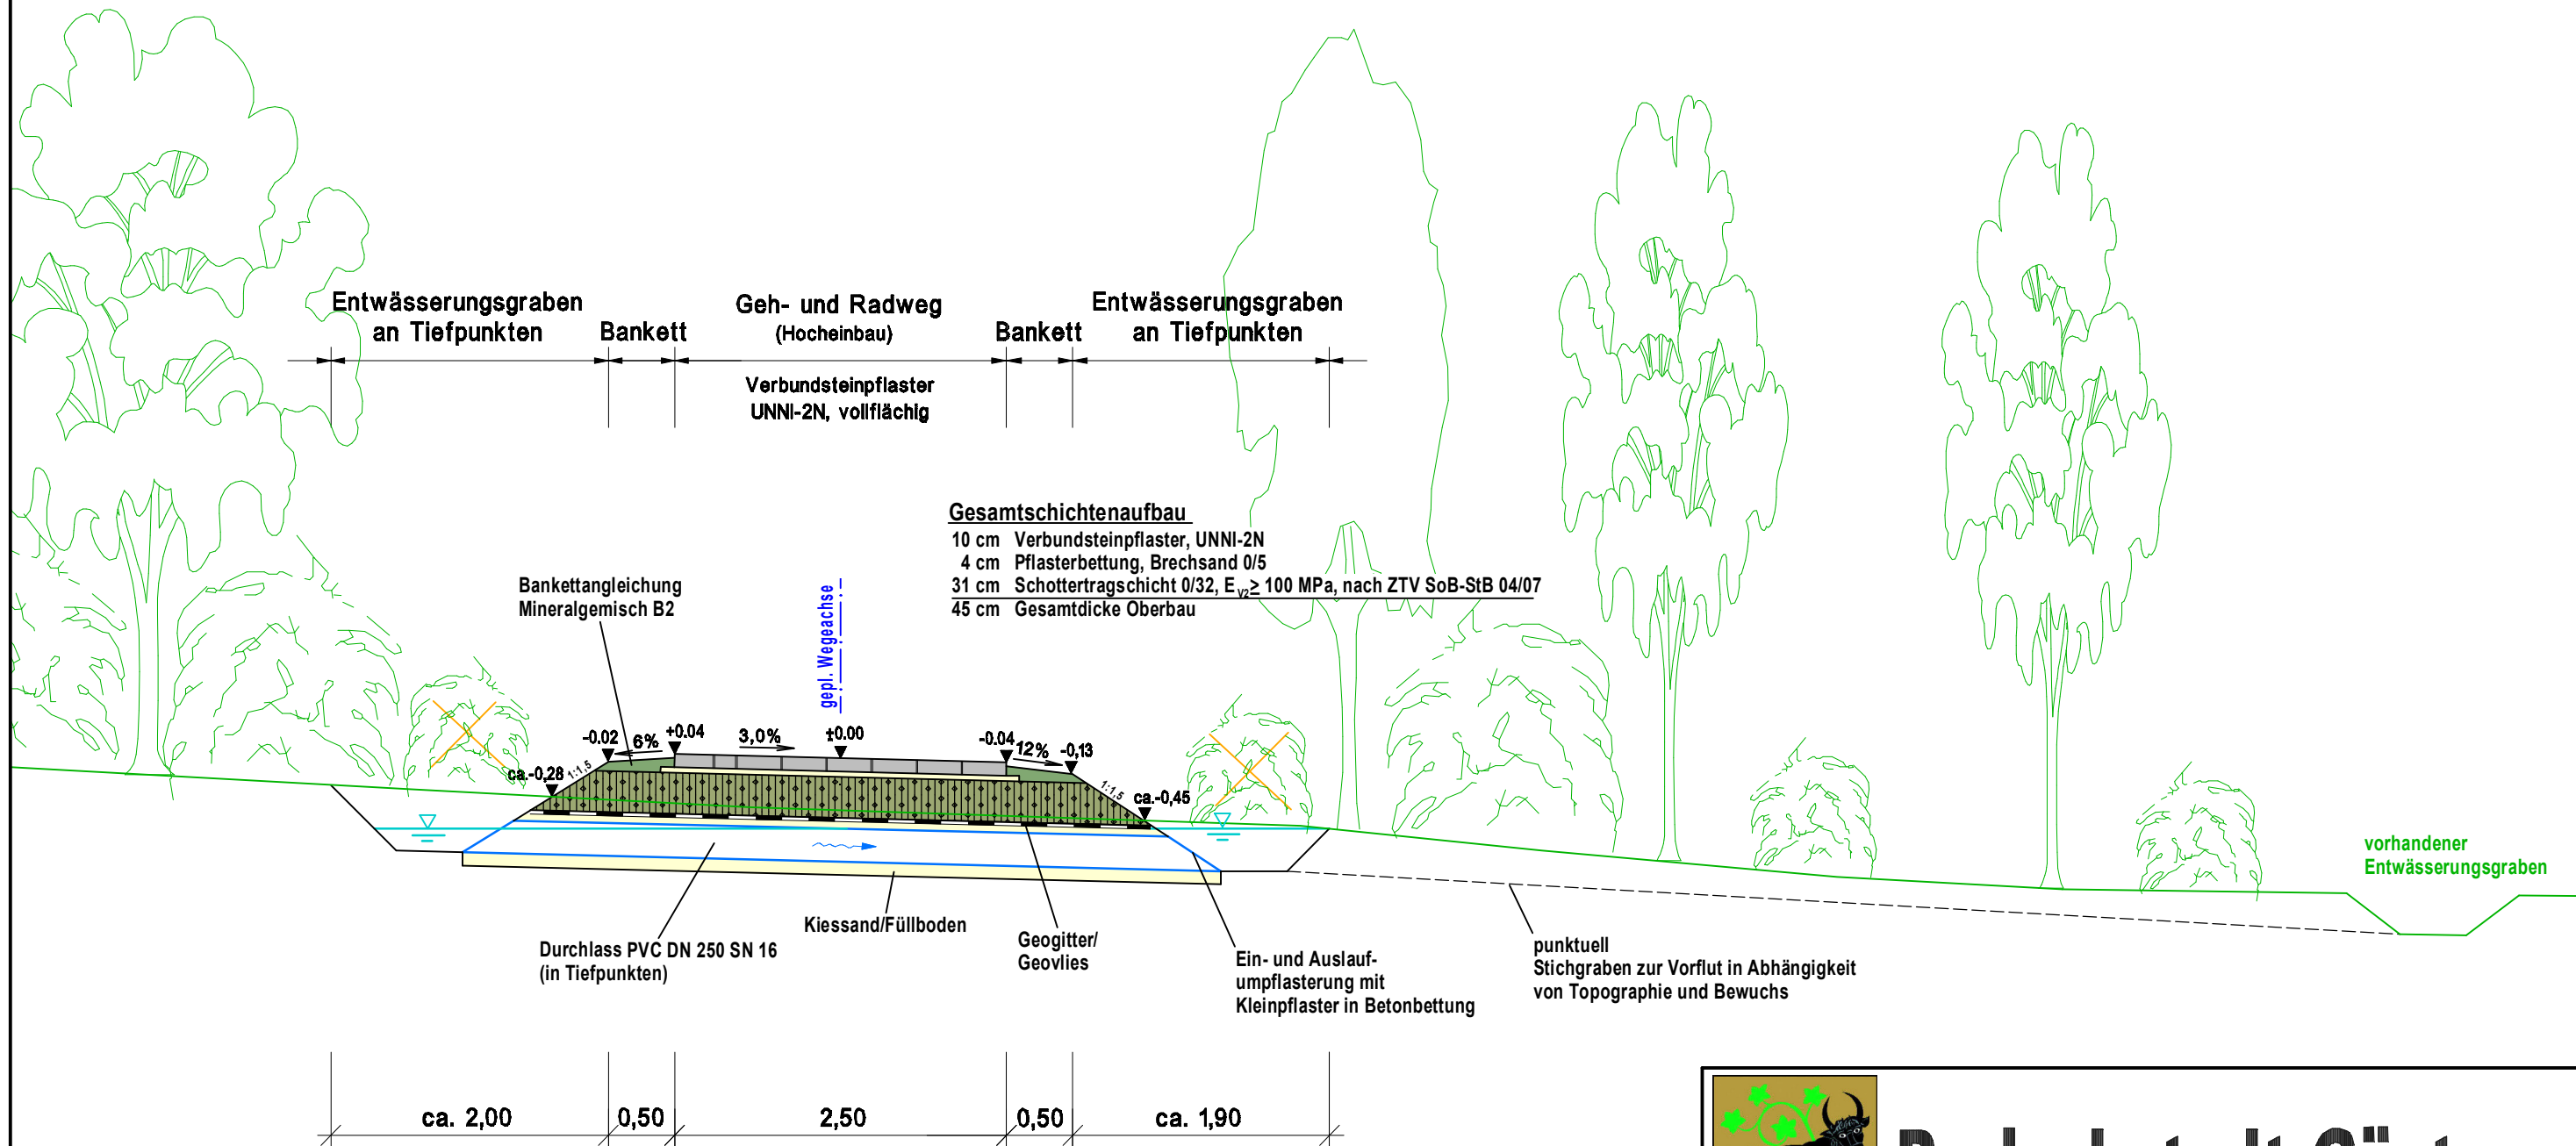 Entwässerungsgraben
an Tiefpunkten
Bankett
Geh- und Radweg
(Hocheinbau)
Bankett
Entwässerungsgraben
an Tiefpunkten
Verbundsteinpflaster
UNNI-2N, vollflächig
Gesamtschichtenaufbau
10 cm Verbundsteinpflaster, UNNI-2N
4 cm Pflasterbettung, Brechsand 0/5
31 cm Schottertragschicht 0/32, Ev2 ≥ 100 MPa, nach ZTV SoB-StB 04/07
45 cm Gesamtdicke Oberbau
Bankettangleichung
Mineralgemisch B2
gepl. Wegeachse
-0.02
6%
+0.04
3,0%
±0.00
-0.04
12%
-0,13
ca.-0,28
1:1,5
1:1,5
ca.-0,45
vorhandener
Entwässerungsgraben
Kiessand/Füllboden
Durchlass PVC DN 250 SN 16
(in Tiefpunkten)
Geogitter/
Geovlies
Ein- und Auslauf-
umpflasterung mit
Kleinpflaster in Betonbettung
punktuell
Stichgraben zur Vorflut in Abhängigkeit
von Topographie und Bewuchs
ca. 2,00
0,50
2,50
0,50
ca. 1,90